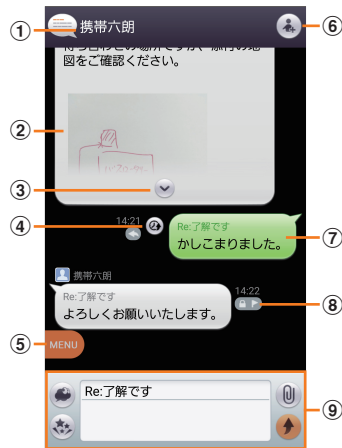 ① 携帯六朗 ⑥
図をご確認ください。
②
③
④ 14:21 Re:了解です ⑦
かしこまりました。
携帯六朗
Re:了解です 14:22
よろしくお願いいたします。 ⑧
⑤ MENU
Re:了解です
⑨